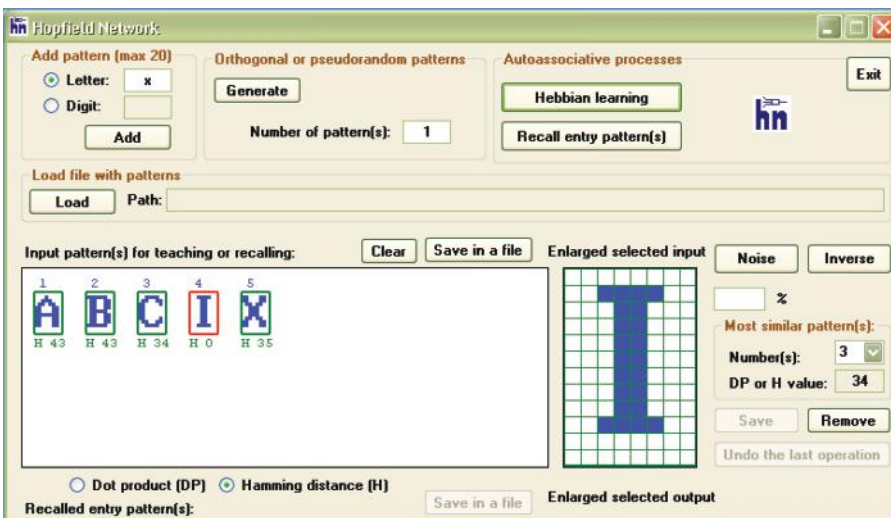 hn Hopfield Network
Add pattern (max 20)
Letter: x
Digit:
Add
Orthogonal or pseudorandom patterns
Generate
Number of pattern(s): 1
Autoassociative processes
Hebbian learning
Recall entry pattern(s)
hn
Exit
Load file with patterns
Load Path:
Input pattern(s) for teaching or recalling:
Clear
Save in a file
Enlarged selected input
Noise
Inverse
1 2 3 4 5
A B C I X
H 43 H 43 H 34 H 0 H 35
I
%
Most similar pattern(s):
Number(s): 3
DP or H value: 34
Save
Remove
Undo the last operation
Dot product (DP) Hamming distance (H)
Recalled entry pattern(s):
Save in a file
Enlarged selected output